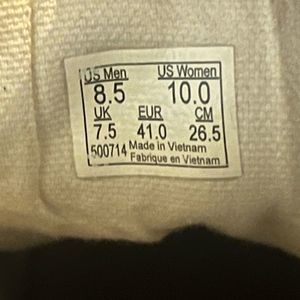 US Men US Women
8.5 10.0
UK EUR CM
7.5 41.0 26.5
500714 Made in Vietnam
Fabrique en Vietnam